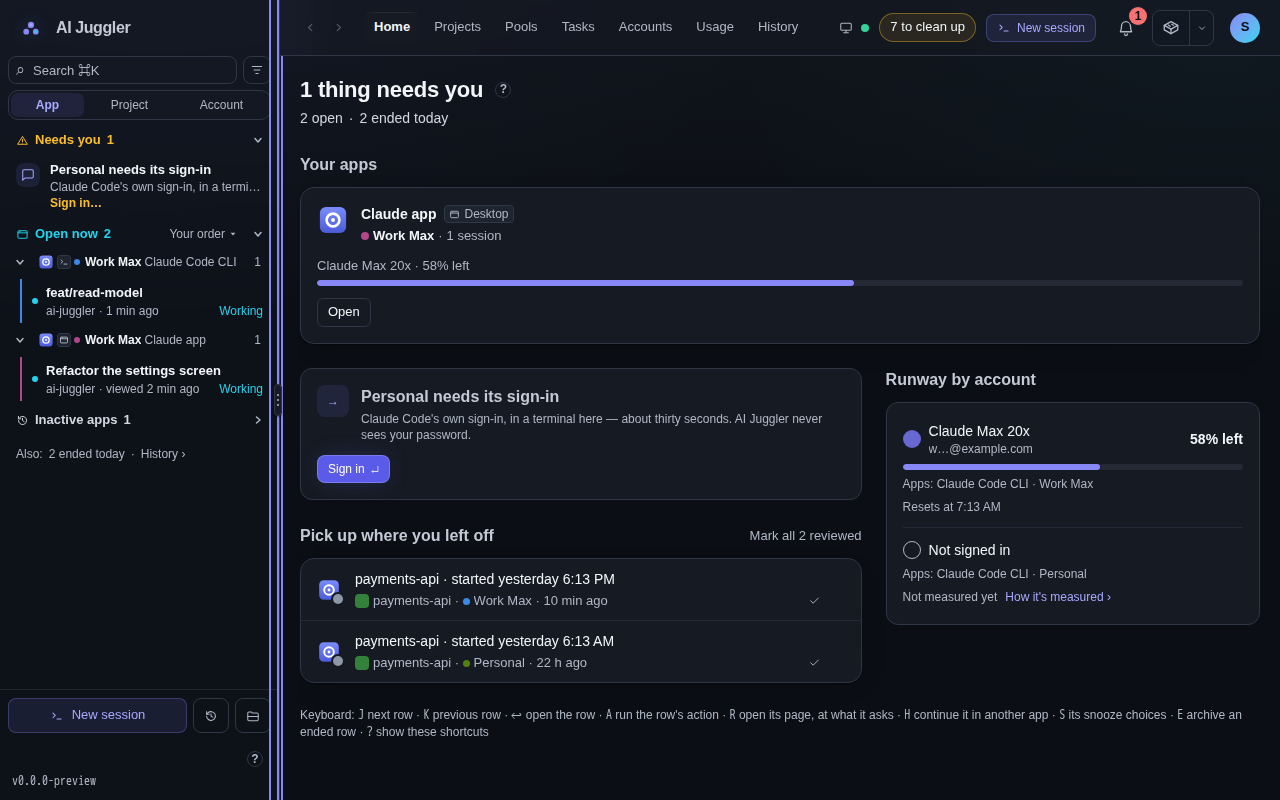 AI Juggler
Search ⌘K
App Project Account
Needs you 1
Personal needs its sign-in
Claude Code's own sign-in, in a termi…
Sign in…
Open now 2 Your order
Work Max Claude Code CLI 1
feat/read-model
ai-juggler · 1 min ago Working
Work Max Claude app 1
Refactor the settings screen
ai-juggler · viewed 2 min ago Working
Inactive apps 1
Also: 2 ended today · History ›
New session
?
v0.0.0-preview
Home Projects Pools Tasks Accounts Usage History
7 to clean up
New session
1
S
1 thing needs you ?
2 open · 2 ended today
Your apps
Claude app Desktop
Work Max · 1 session
Claude Max 20x · 58% left
Open
→
Personal needs its sign-in
Claude Code's own sign-in, in a terminal here — about thirty seconds. AI Juggler never
sees your password.
Sign in ↵
Pick up where you left off Mark all 2 reviewed
payments-api · started yesterday 6:13 PM
payments-api · Work Max · 10 min ago
payments-api · started yesterday 6:13 AM
payments-api · Personal · 22 h ago
Runway by account
Claude Max 20x
w…@example.com
58% left
Apps: Claude Code CLI · Work Max
Resets at 7:13 AM
Not signed in
Apps: Claude Code CLI · Personal
Not measured yet How it's measured ›
Keyboard: J next row · K previous row · ↩ open the row · A run the row's action · R open its page, at what it asks · H continue it in another app · S its snooze choices · E archive an
ended row · ? show these shortcuts